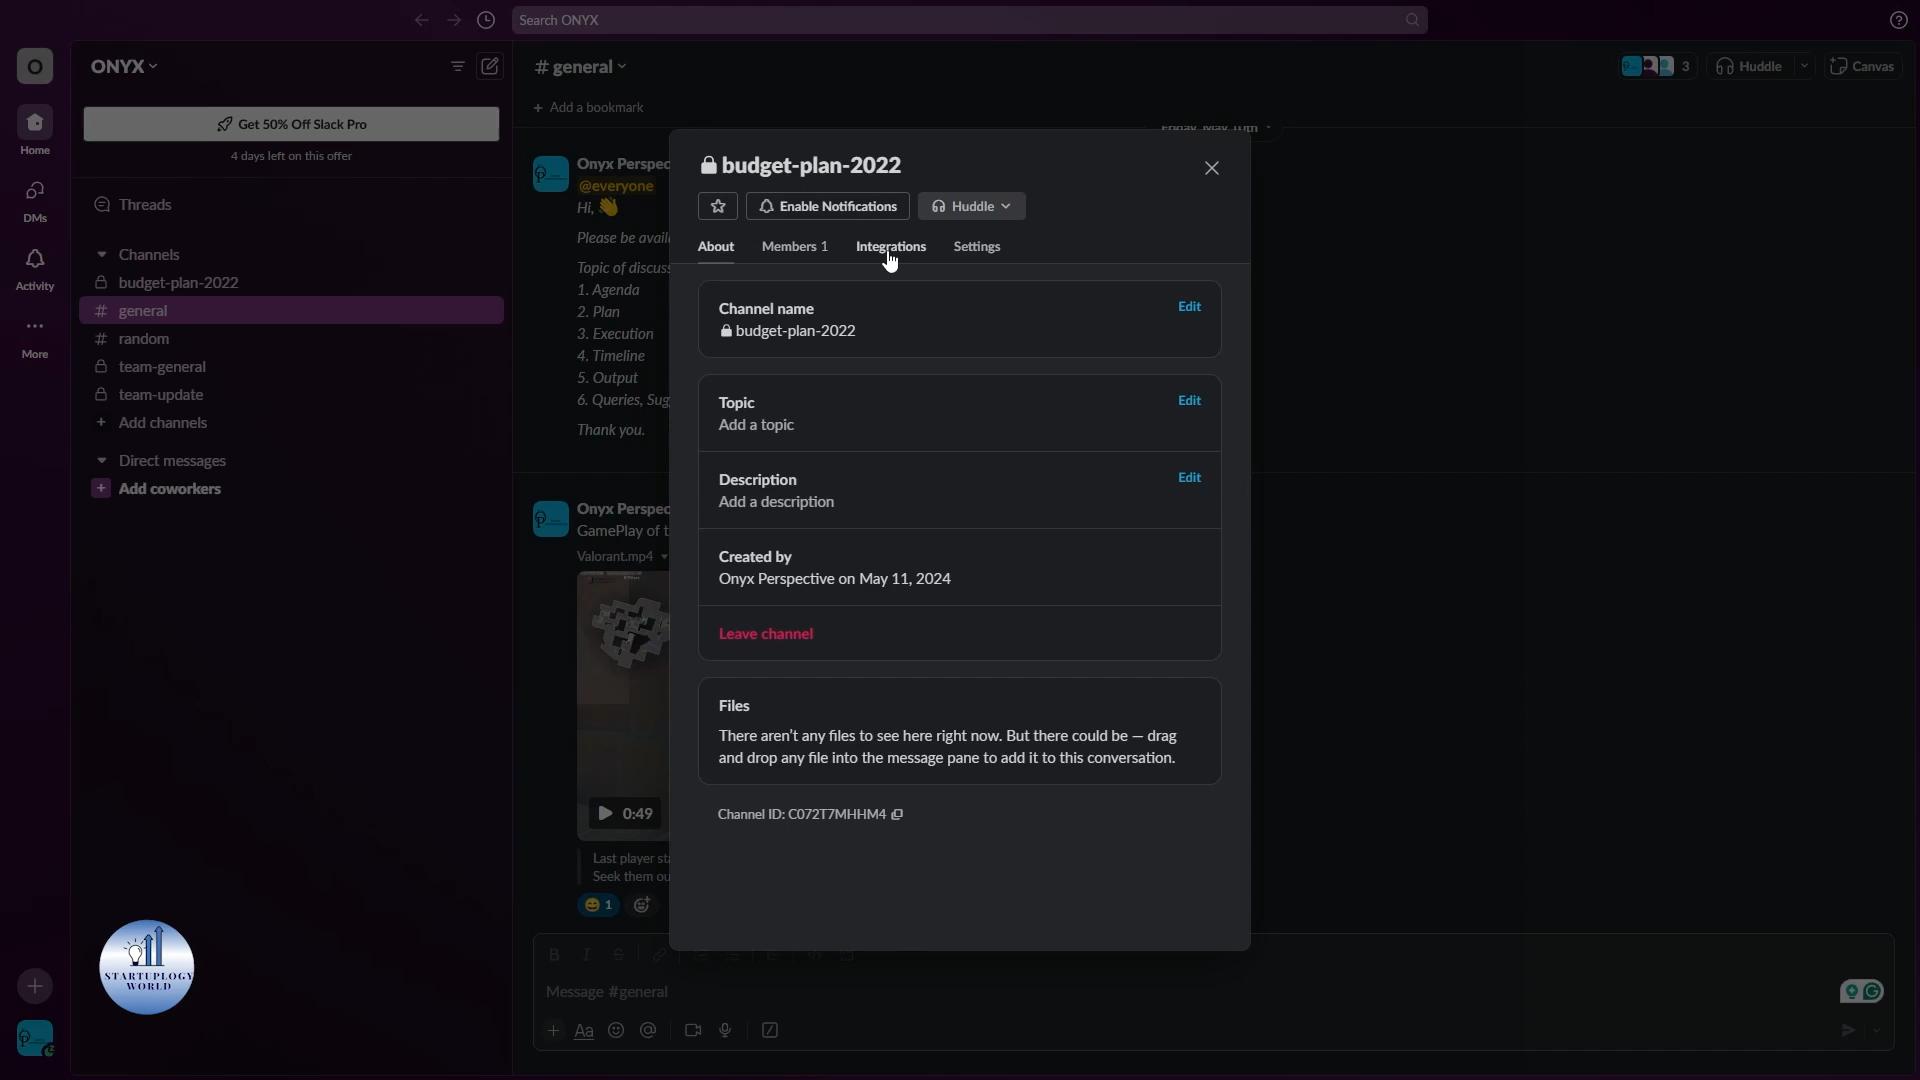 Search ONYX
O
ONYX
Get 50% Off Slack Pro
4 days left on this offer
Home
DMs
Activity
More
Threads
Channels
budget-plan-2022
# general
# random
team-general
team-update
+ Add channels
Direct messages
+ Add coworkers
STARTUPLOGY
WORLD
# general
3
Huddle
Canvas
+ Add a bookmark
Friday, May 10th
Onyx Perspec
@everyone
Hi, 👋
Please be avail
Topic of discuss
1. Agenda
2. Plan
3. Execution
4. Timeline
5. Output
6. Queries, Sug
Thank you.
Onyx Perspec
GamePlay of t
Valorant.mp4
0:49
Last player sta
Seek them ou
😄 1
Message #general
Aa
budget-plan-2022
Enable Notifications
Huddle
About
Members 1
Integrations
Settings
Channel name
Edit
budget-plan-2022
Topic
Edit
Add a topic
Description
Edit
Add a description
Created by
Onyx Perspective on May 11, 2024
Leave channel
Files
There aren't any files to see here right now. But there could be — drag
and drop any file into the message pane to add it to this conversation.
Channel ID: C072T7MHHM4